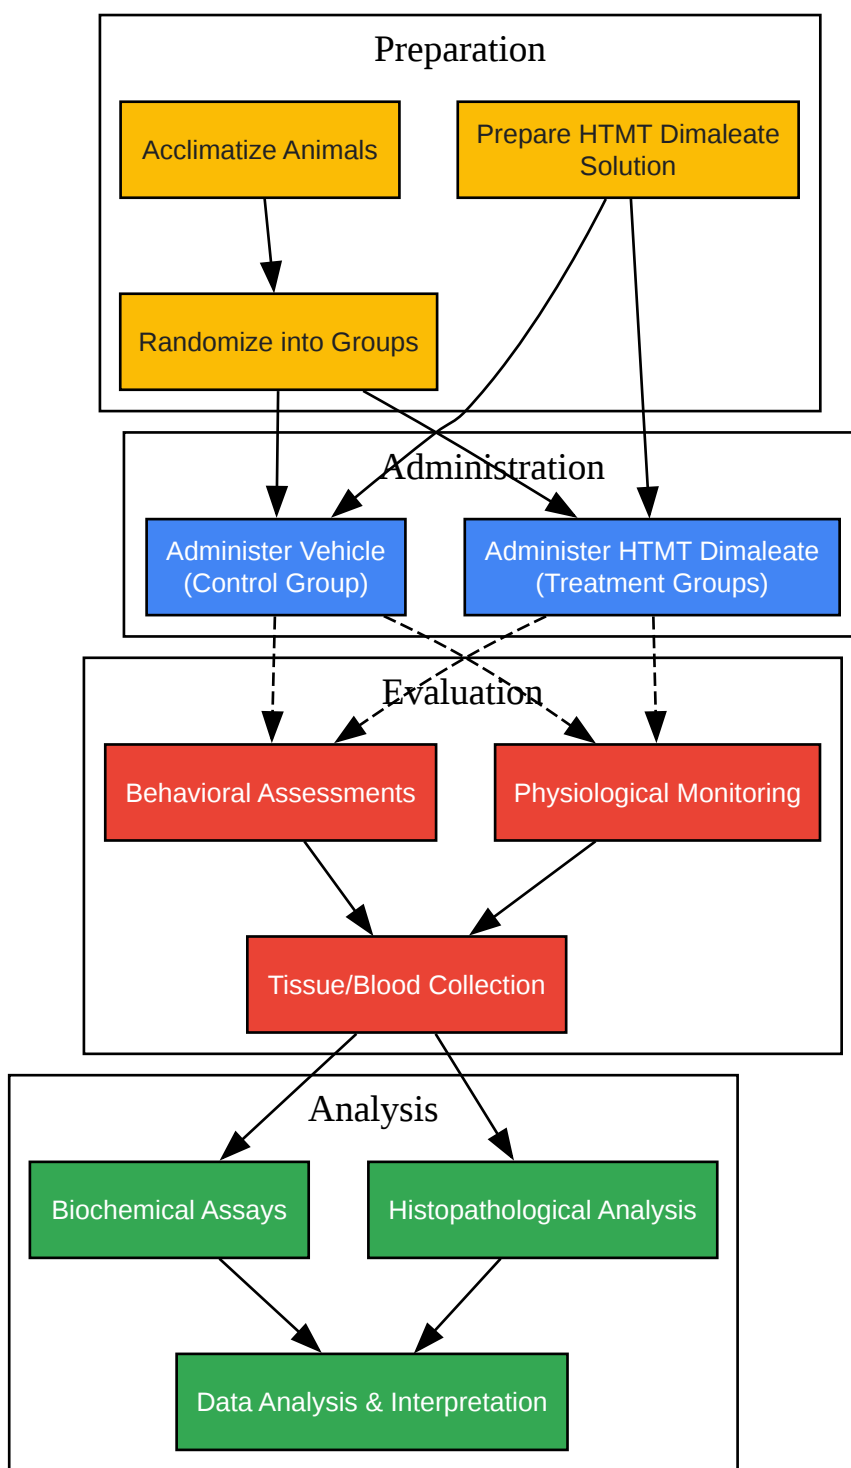 Preparation
Acclimatize Animals
Prepare HTMT Dimaleate
Solution
Randomize into Groups
Administration
Administer Vehicle
(Control Group)
Administer HTMT Dimaleate
(Treatment Groups)
Evaluation
Behavioral Assessments
Physiological Monitoring
Tissue/Blood Collection
Analysis
Biochemical Assays
Histopathological Analysis
Data Analysis & Interpretation